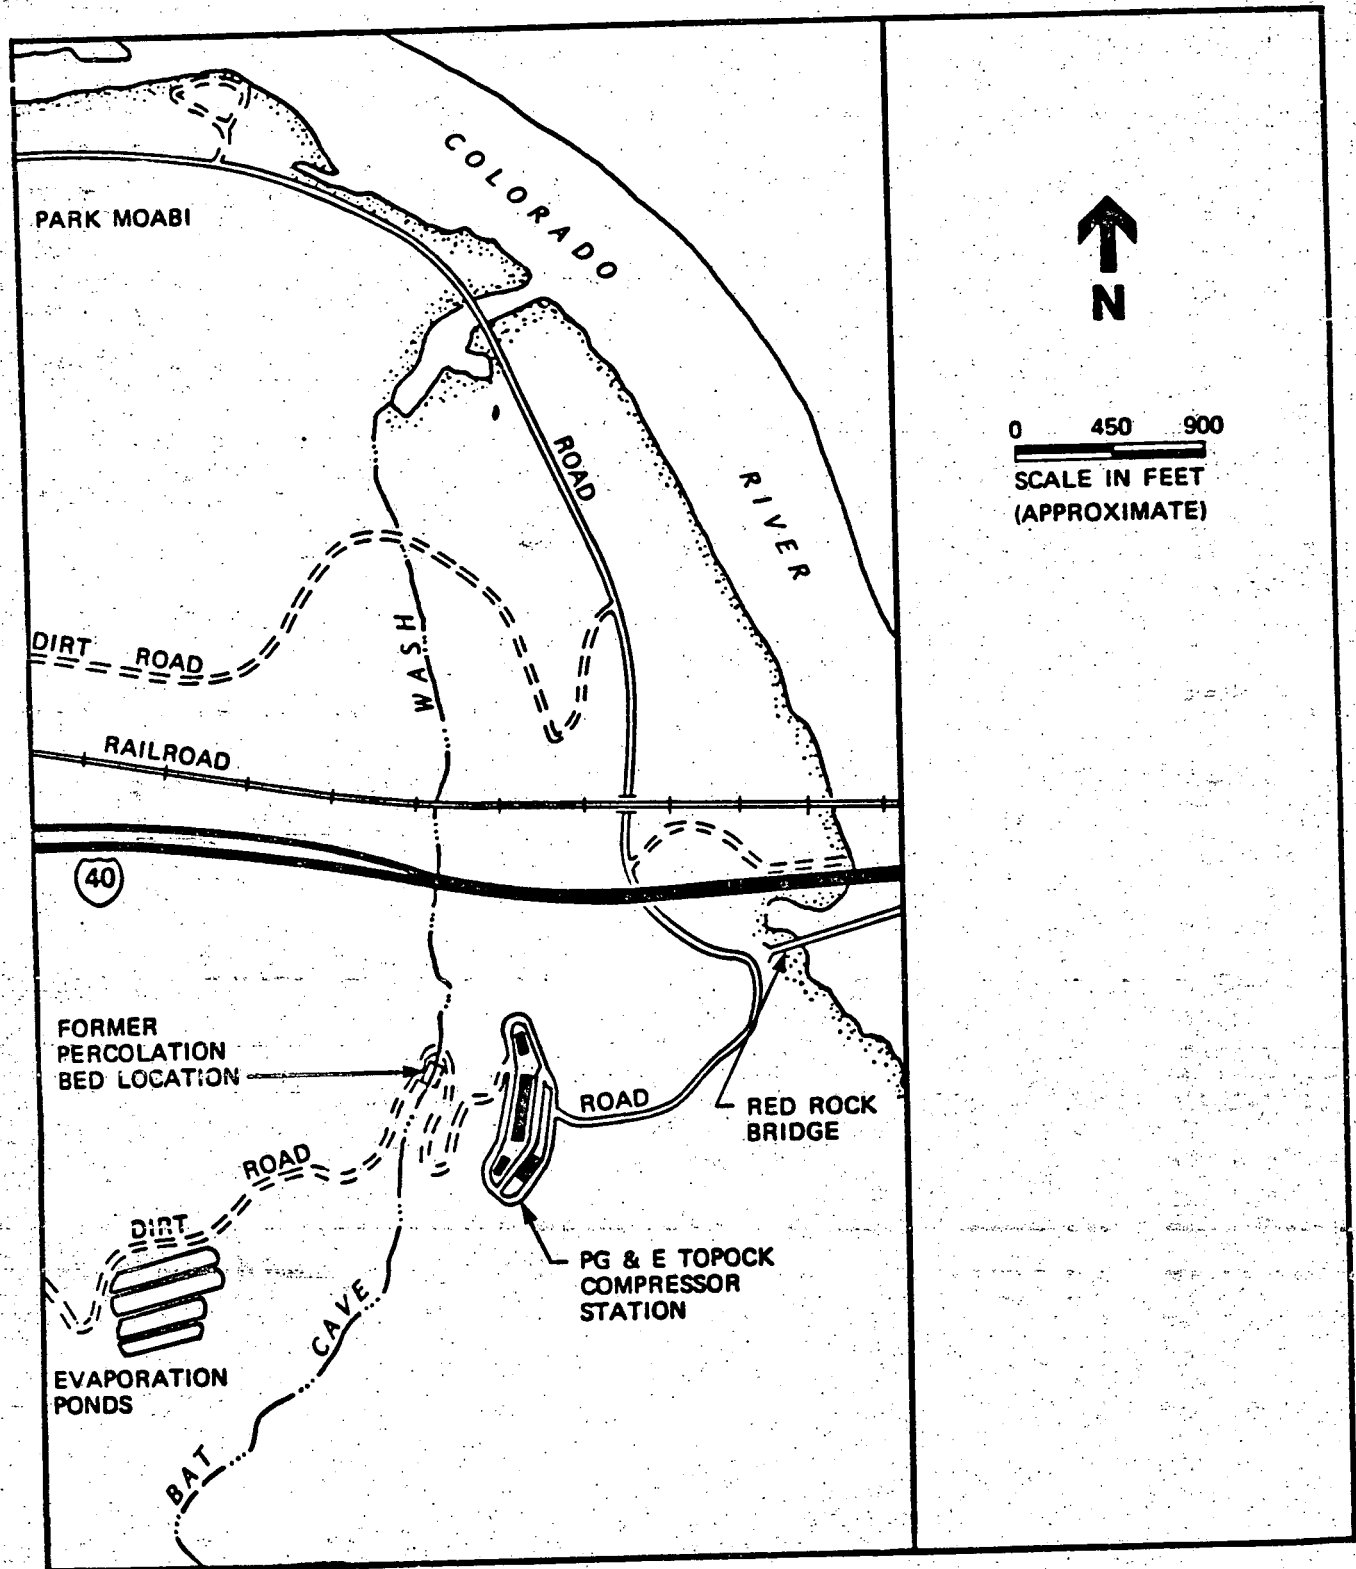 COLORADO
PARK MOABI
N
0 450 900
SCALE IN FEET
(APPROXIMATE)
ROAD
RIVER
WASH
DIRT ROAD
RAILROAD
40
FORMER
PERCOLATION
BED LOCATION
ROAD
RED ROCK
BRIDGE
ROAD
DIRT
PG & E TOPOCK
COMPRESSOR
STATION
CAVE
EVAPORATION
PONDS
BAT